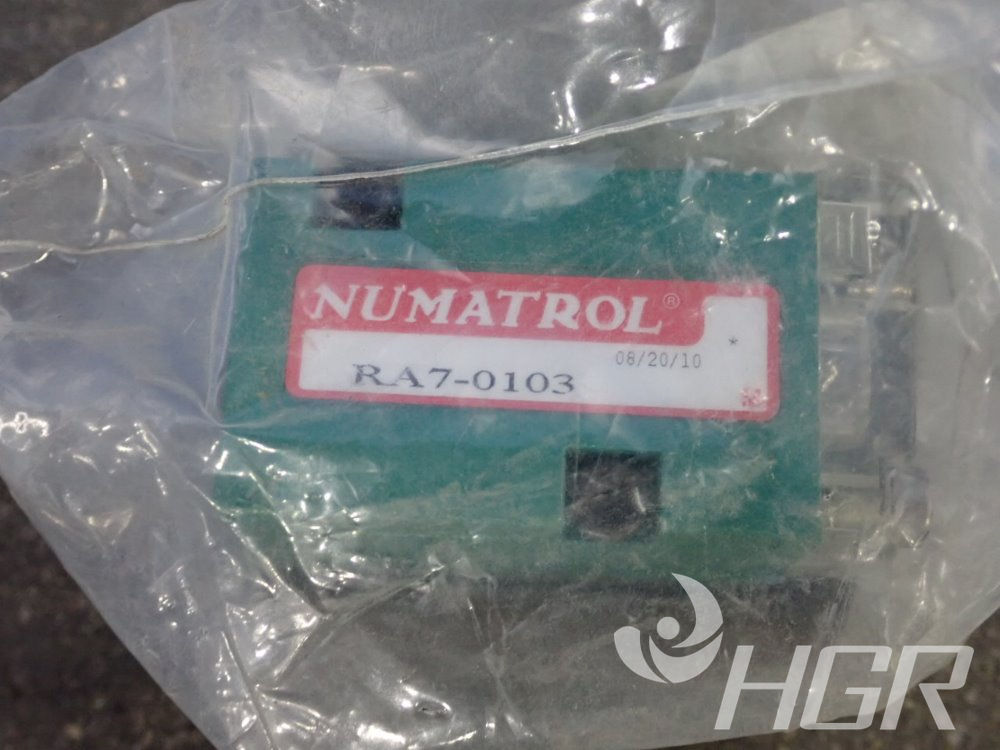 NUMATROL®
08/20/10 *
RA7-0103
HGR